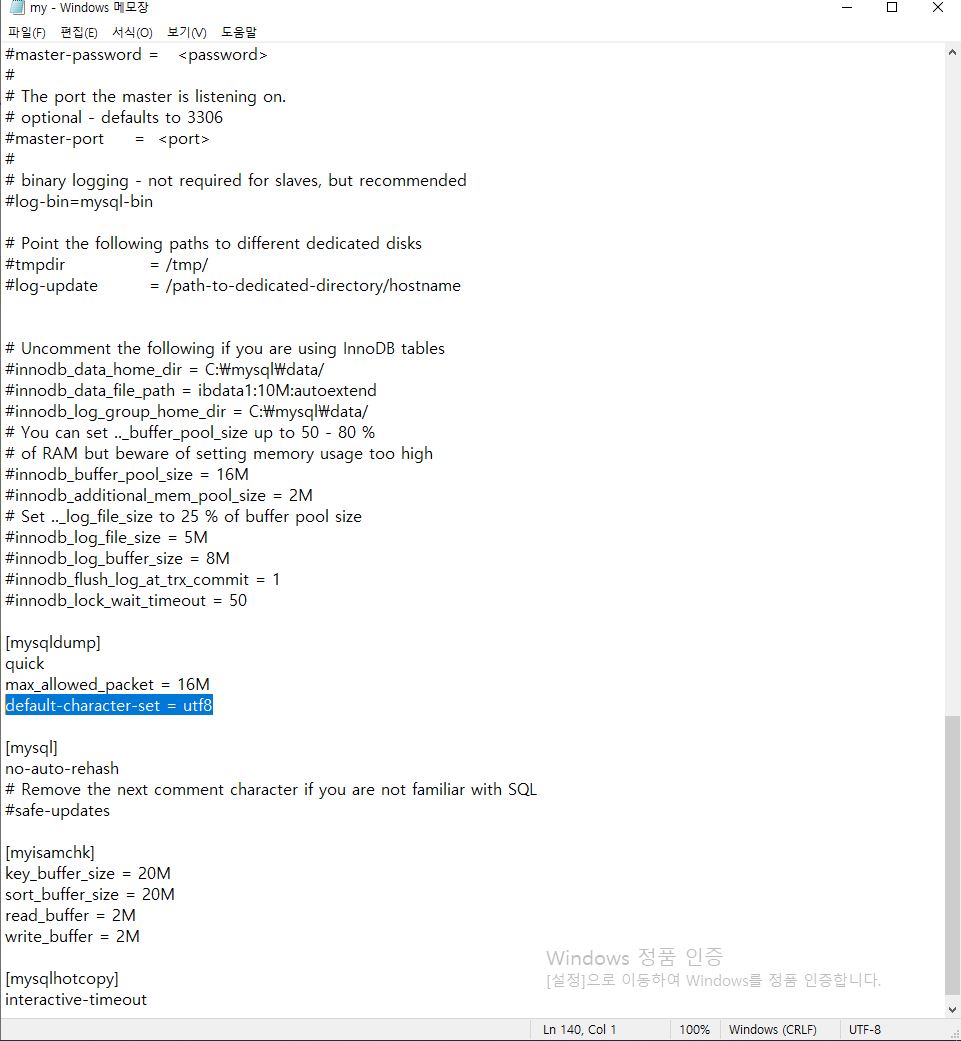 my - Windows 메모장
파일(F) 편집(E) 서식(O) 보기(V) 도움말
#master-password = <password>
#
# The port the master is listening on.
# optional - defaults to 3306
#master-port = <port>
#
# binary logging - not required for slaves, but recommended
#log-bin=mysql-bin
# Point the following paths to different dedicated disks
#tmpdir = /tmp/
#log-update = /path-to-dedicated-directory/hostname
# Uncomment the following if you are using InnoDB tables
#innodb_data_home_dir = C:₩mysql₩data/
#innodb_data_file_path = ibdata1:10M:autoextend
#innodb_log_group_home_dir = C:₩mysql₩data/
# You can set .._buffer_pool_size up to 50 - 80 %
# of RAM but beware of setting memory usage too high
#innodb_buffer_pool_size = 16M
#innodb_additional_mem_pool_size = 2M
# Set .._log_file_size to 25 % of buffer pool size
#innodb_log_file_size = 5M
#innodb_log_buffer_size = 8M
#innodb_flush_log_at_trx_commit = 1
#innodb_lock_wait_timeout = 50
[mysqldump]
quick
max_allowed_packet = 16M
default-character-set = utf8
[mysql]
no-auto-rehash
# Remove the next comment character if you are not familiar with SQL
#safe-updates
[myisamchk]
key_buffer_size = 20M
sort_buffer_size = 20M
read_buffer = 2M
write_buffer = 2M
[mysqlhotcopy]
interactive-timeout
Windows 정품 인증
[설정]으로 이동하여 Windows를 정품 인증합니다.
Ln 140, Col 1 100% Windows (CRLF) UTF-8